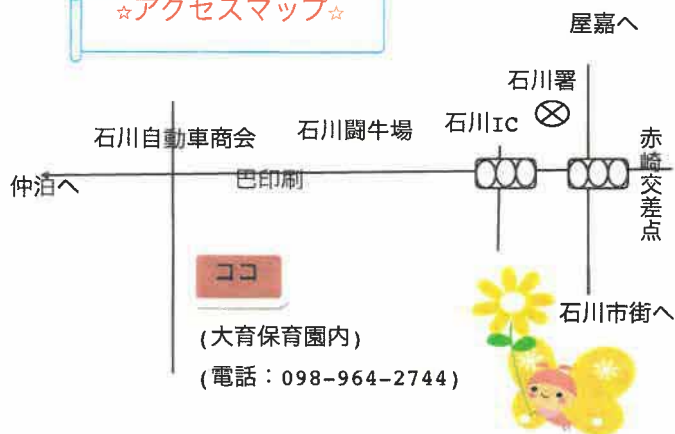 ☆アクセスマップ☆
屋嘉へ
石川署
石川IC
石川闘牛場
石川自動車商会
赤崎交差点
仲泊へ
巴印刷
ココ
石川市街へ
(大育保育園内)
(電話：098-964-2744)